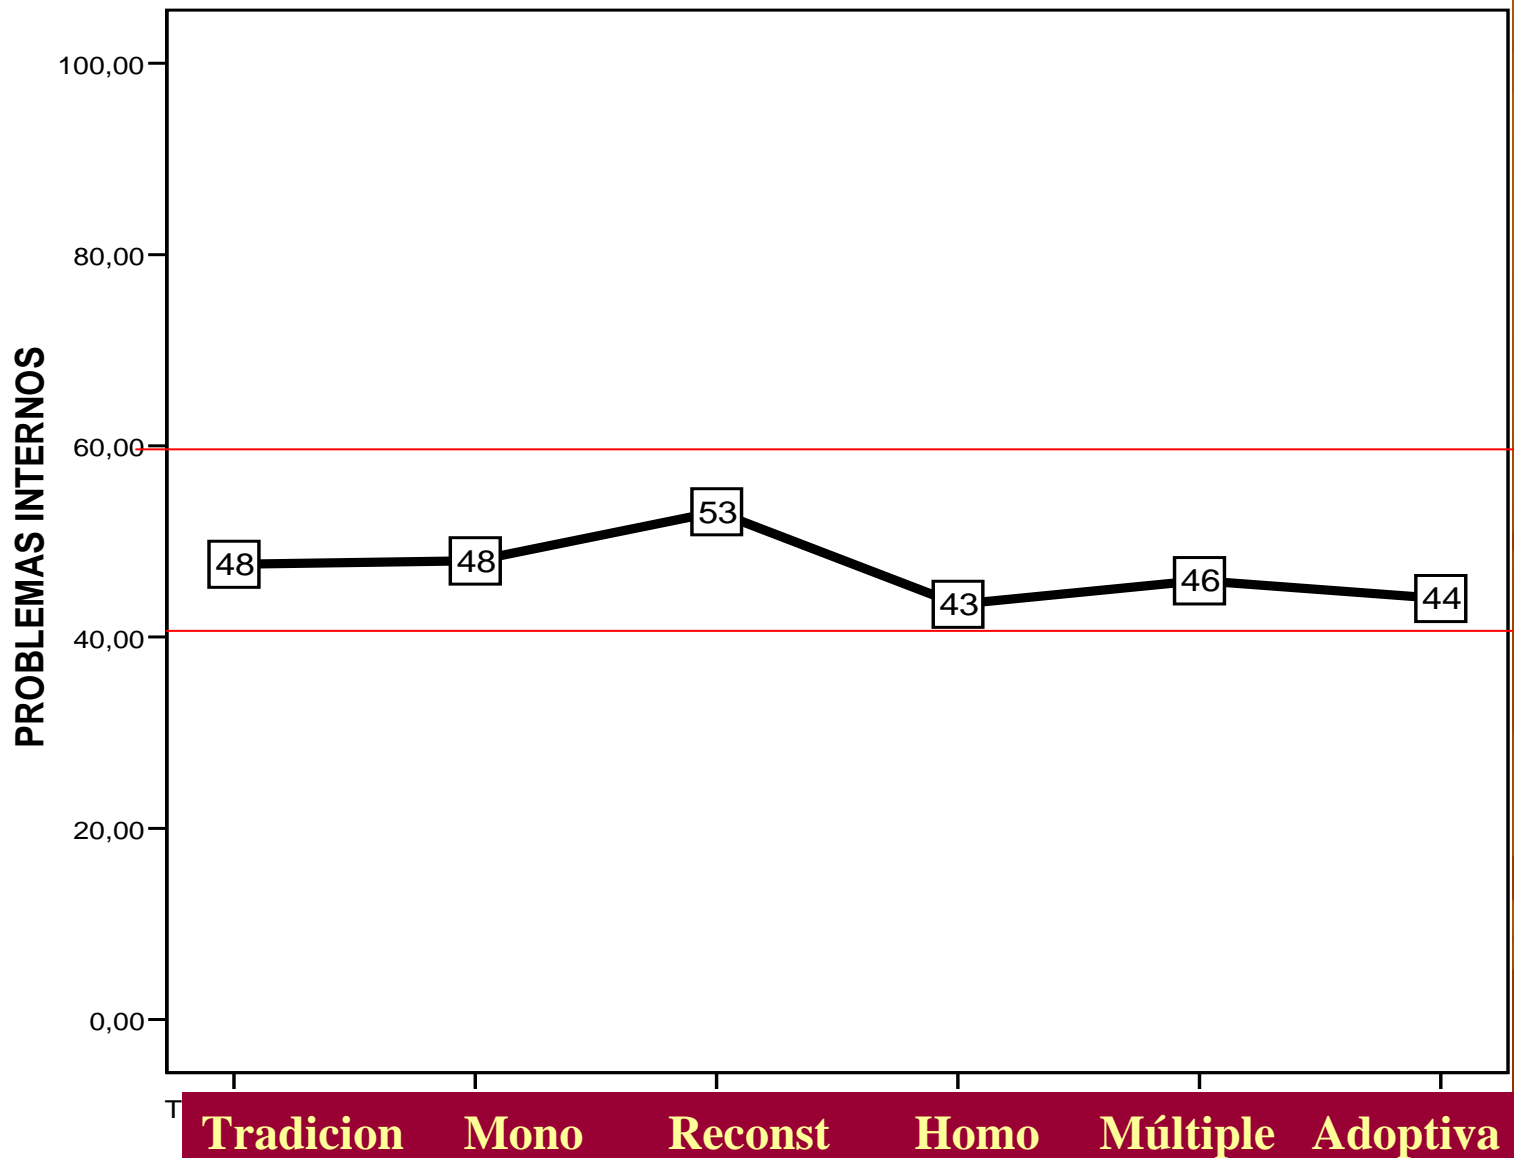 100,00
80,00
60,00
40,00
20,00
0,00
PROBLEMAS INTERNOS
48 48 53 43 46 44
T
Tradicion Mono Reconst Homo Múltiple Adoptiva